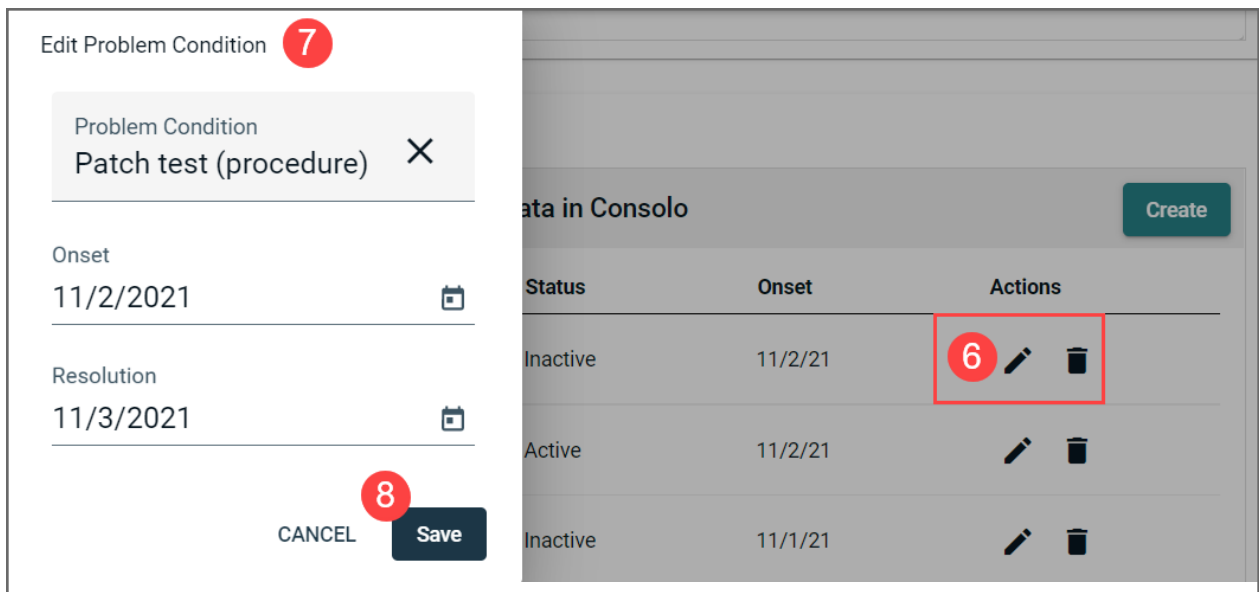 Edit Problem Condition 7
Problem Condition
Patch test (procedure)
Onset
11/2/2021
Resolution
11/3/2021
8
CANCEL Save
ata in Consolo Create
Status Onset Actions
Inactive 11/2/21 6
Active 11/2/21
Inactive 11/1/21